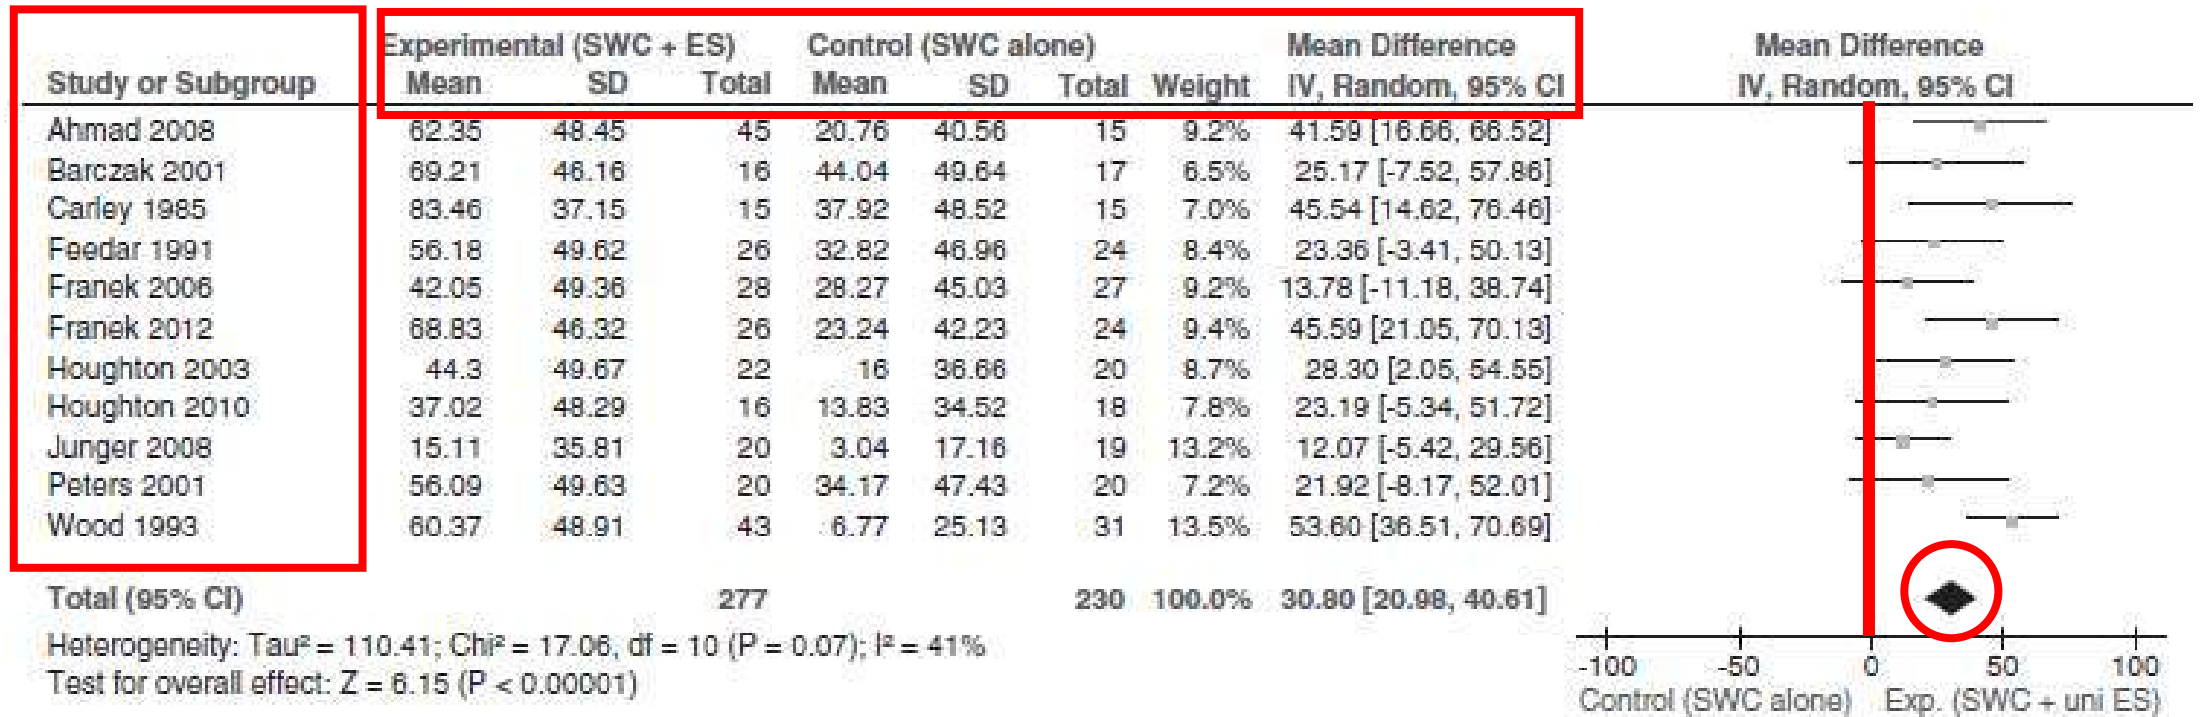 Experimental (SWC + ES) Control (SWC alone) Mean Difference Mean Difference
Study or Subgroup Mean SD Total Mean SD Total Weight IV, Random, 95% CI IV, Random, 95% CI
Ahmad 2008 62.35 48.45 45 20.76 40.56 15 9.2% 41.59 [16.66, 66.52]
Barczak 2001 69.21 46.16 16 44.04 49.64 17 6.5% 25.17 [-7.52, 57.86]
Carley 1985 83.46 37.15 15 37.92 48.52 15 7.0% 45.54 [14.62, 76.46]
Feedar 1991 56.18 49.62 26 32.82 46.96 24 8.4% 23.36 [-3.41, 50.13]
Franek 2006 42.05 49.36 28 28.27 45.03 27 9.2% 13.78 [-11.18, 38.74]
Franek 2012 68.83 46.32 26 23.24 42.23 24 9.4% 45.59 [21.05, 70.13]
Houghton 2003 44.3 49.67 22 16 36.66 20 8.7% 28.30 [2.05, 54.55]
Houghton 2010 37.02 48.29 16 13.83 34.52 18 7.8% 23.19 [-5.34, 51.72]
Junger 2008 15.11 35.81 20 3.04 17.16 19 13.2% 12.07 [-5.42, 29.56]
Peters 2001 56.09 49.63 20 34.17 47.43 20 7.2% 21.92 [-8.17, 52.01]
Wood 1993 60.37 48.91 43 6.77 25.13 31 13.5% 53.60 [36.51, 70.69]
Total (95% CI) 277 230 100.0% 30.80 [20.98, 40.61]
Heterogeneity: Tau² = 110.41; Chi² = 17.06, df = 10 (P = 0.07); I² = 41%
Test for overall effect: Z = 6.15 (P < 0.00001)
-100 -50 0 50 100
Control (SWC alone) Exp. (SWC + uni ES)